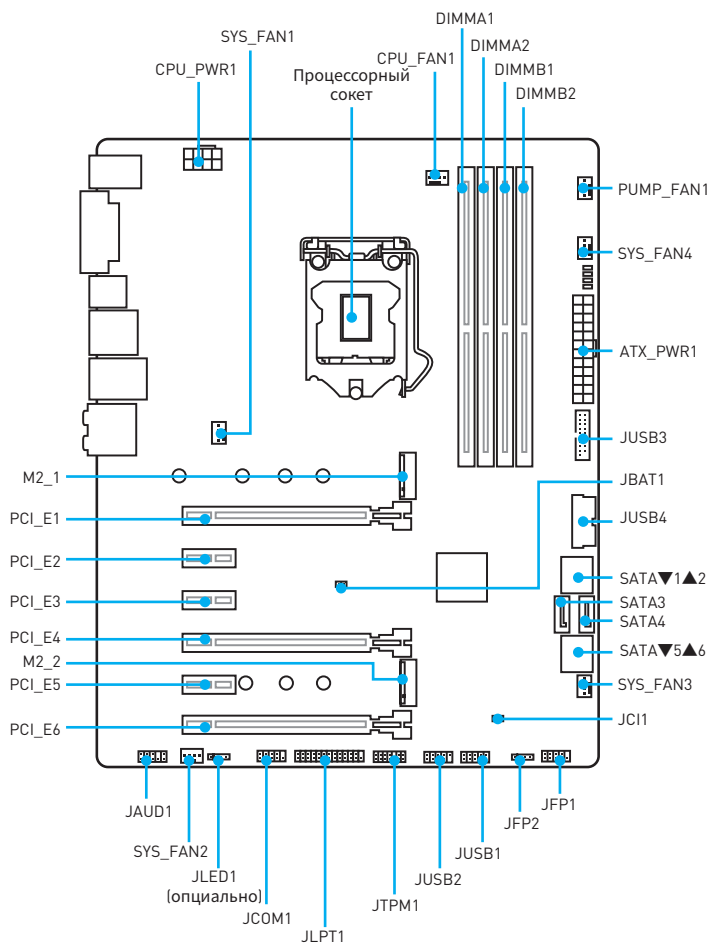 DIMMA1
SYS_FAN1
DIMMA2
CPU_FAN1
CPU_PWR1
DIMMB1
Процессорный
сокет
DIMMB2
PUMP_FAN1
SYS_FAN4
ATX_PWR1
JUSB3
M2_1
JBAT1
PCI_E1
JUSB4
PCI_E2
SATA▼1▲2
PCI_E3
SATA3
SATA4
PCI_E4
SATA▼5▲6
M2_2
PCI_E5
SYS_FAN3
JCI1
PCI_E6
JAUD1
JFP1
JFP2
SYS_FAN2
JUSB1
JLED1
(опциально)
JUSB2
JTPM1
JCOM1
JLPT1